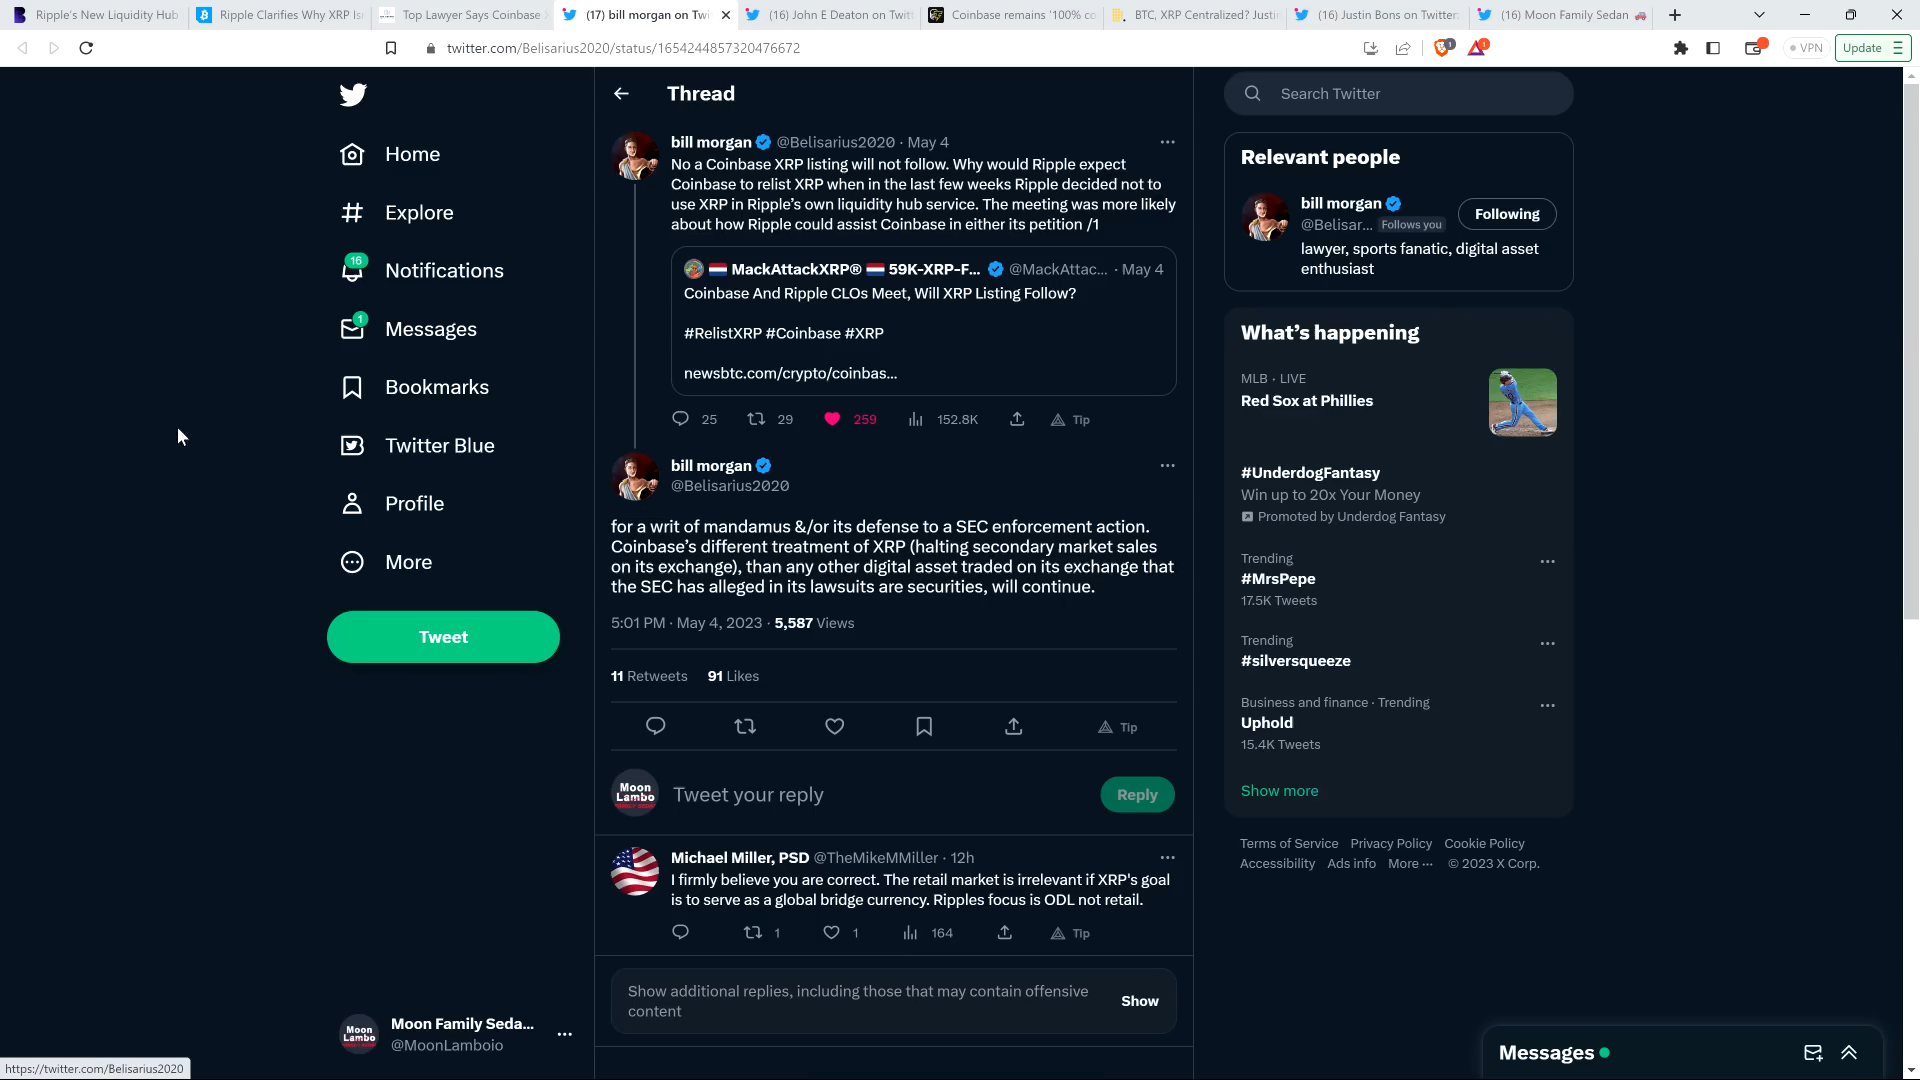 Ripple's New Liquidity Hub
Ripple Clarifies Why XRP Is
Top Lawyer Says Coinbase
(17) bill morgan on Twi
(16) John E Deaton on Twit
Coinbase remains '100% co
BTC, XRP Centralized? Justi
(16) Justin Bons on Twitter:
(16) Moon Family Sedan
twitter.com/Belisarius2020/status/1654244857320476672
1
1
VPN
Update
Home
Explore
16
Notifications
1
Messages
Bookmarks
Twitter Blue
Profile
More
Tweet
Moon Lambo
Moon Family Seda...
@MoonLamboio
https://twitter.com/Belisarius2020
Thread
bill morgan @Belisarius2020 · May 4
No a Coinbase XRP listing will not follow. Why would Ripple expect
Coinbase to relist XRP when in the last few weeks Ripple decided not to
use XRP in Ripple's own liquidity hub service. The meeting was more likely
about how Ripple could assist Coinbase in either its petition /1
MackAttackXRP® 59K-XRP-F... @MackAttac... · May 4
Coinbase And Ripple CLOs Meet, Will XRP Listing Follow?
#RelistXRP #Coinbase #XRP
newsbtc.com/crypto/coinbas...
25 29 259 152.8K Tip
bill morgan
@Belisarius2020
for a writ of mandamus &/or its defense to a SEC enforcement action.
Coinbase's different treatment of XRP (halting secondary market sales
on its exchange), than any other digital asset traded on its exchange that
the SEC has alleged in its lawsuits are securities, will continue.
5:01 PM · May 4, 2023 · 5,587 Views
11 Retweets 91 Likes
Tip
Moon
Lambo
Tweet your reply
Reply
Michael Miller, PSD @TheMikeMMiller · 12h
I firmly believe you are correct. The retail market is irrelevant if XRP's goal
is to serve as a global bridge currency. Ripples focus is ODL not retail.
1 1 164 Tip
Show additional replies, including those that may contain offensive
content
Show
Search Twitter
Relevant people
bill morgan
@Belisar... Follows you
Following
lawyer, sports fanatic, digital asset
enthusiast
What's happening
MLB · LIVE
Red Sox at Phillies
#UnderdogFantasy
Win up to 20x Your Money
Promoted by Underdog Fantasy
Trending
#MrsPepe
17.5K Tweets
Trending
#silversqueeze
Business and finance · Trending
Uphold
15.4K Tweets
Show more
Terms of Service Privacy Policy Cookie Policy
Accessibility Ads info More ··· © 2023 X Corp.
Messages